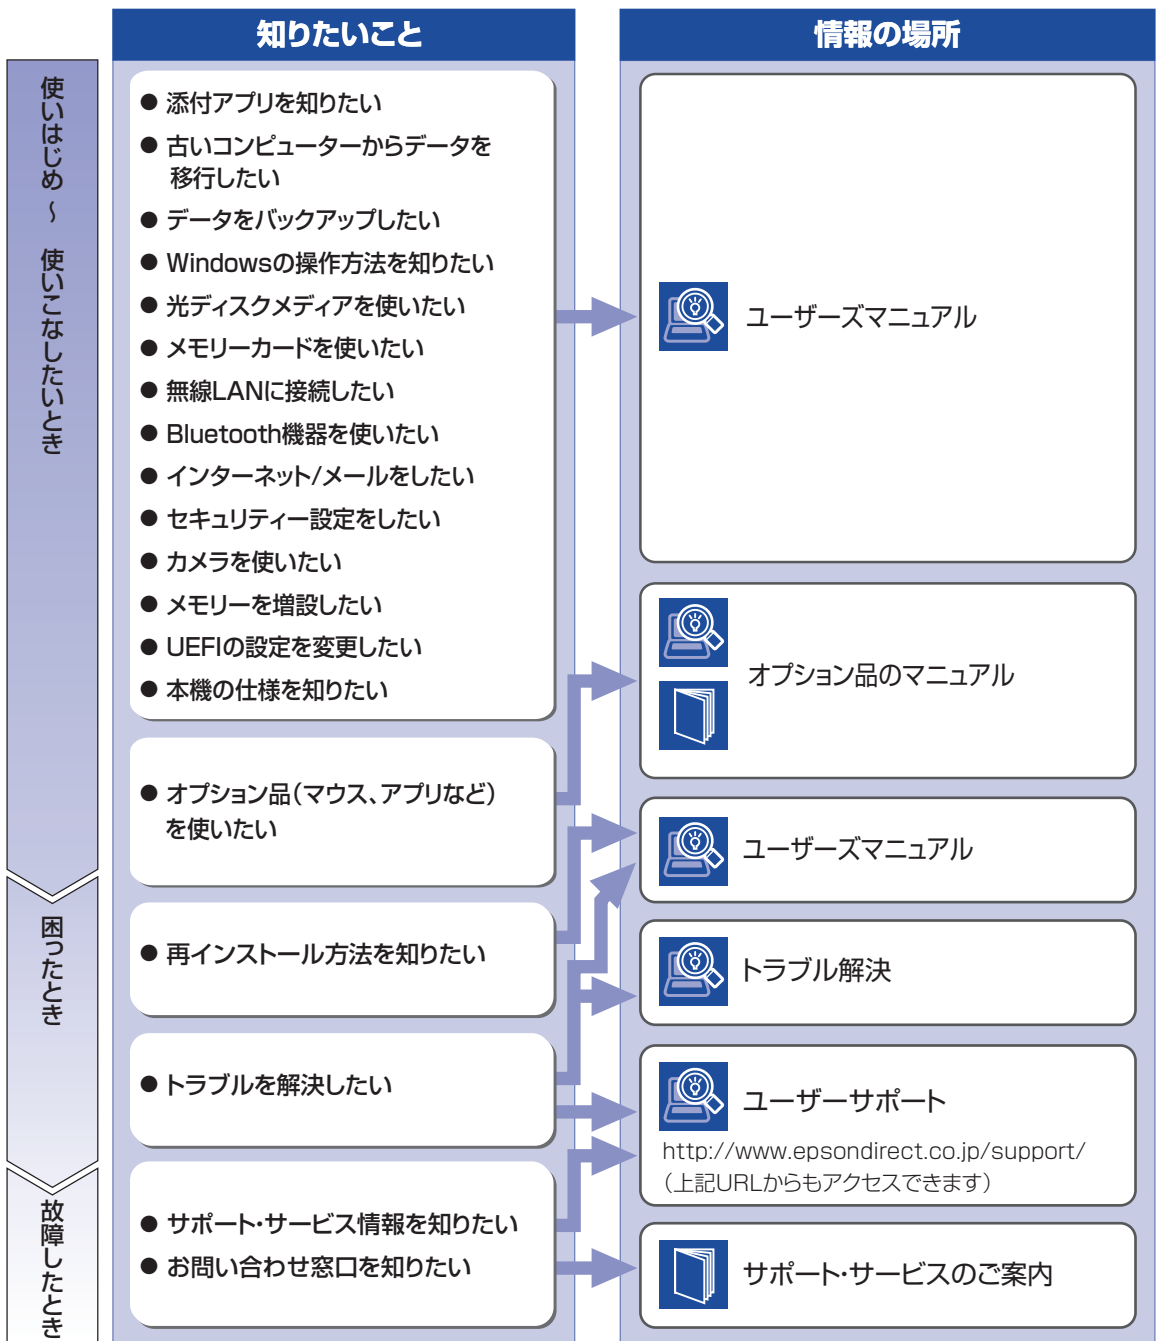 知りたいこと
情報の場所
使いはじめ ～ 使いこなしたいとき
● 添付アプリを知りたい
● 古いコンピューターからデータを
移行したい
● データをバックアップしたい
● Windowsの操作方法を知りたい
● 光ディスクメディアを使いたい
● メモリーカードを使いたい
● 無線LANに接続したい
● Bluetooth機器を使いたい
● インターネット/メールをしたい
● セキュリティー設定をしたい
● カメラを使いたい
● メモリーを増設したい
● UEFIの設定を変更したい
● 本機の仕様を知りたい
ユーザーズマニュアル
● オプション品（マウス、アプリなど）
を使いたい
オプション品のマニュアル
困ったとき
● 再インストール方法を知りたい
ユーザーズマニュアル
● トラブルを解決したい
トラブル解決
ユーザーサポート
http://www.epsondirect.co.jp/support/
（上記URLからもアクセスできます）
故障したとき
● サポート・サービス情報を知りたい
● お問い合わせ窓口を知りたい
サポート・サービスのご案内